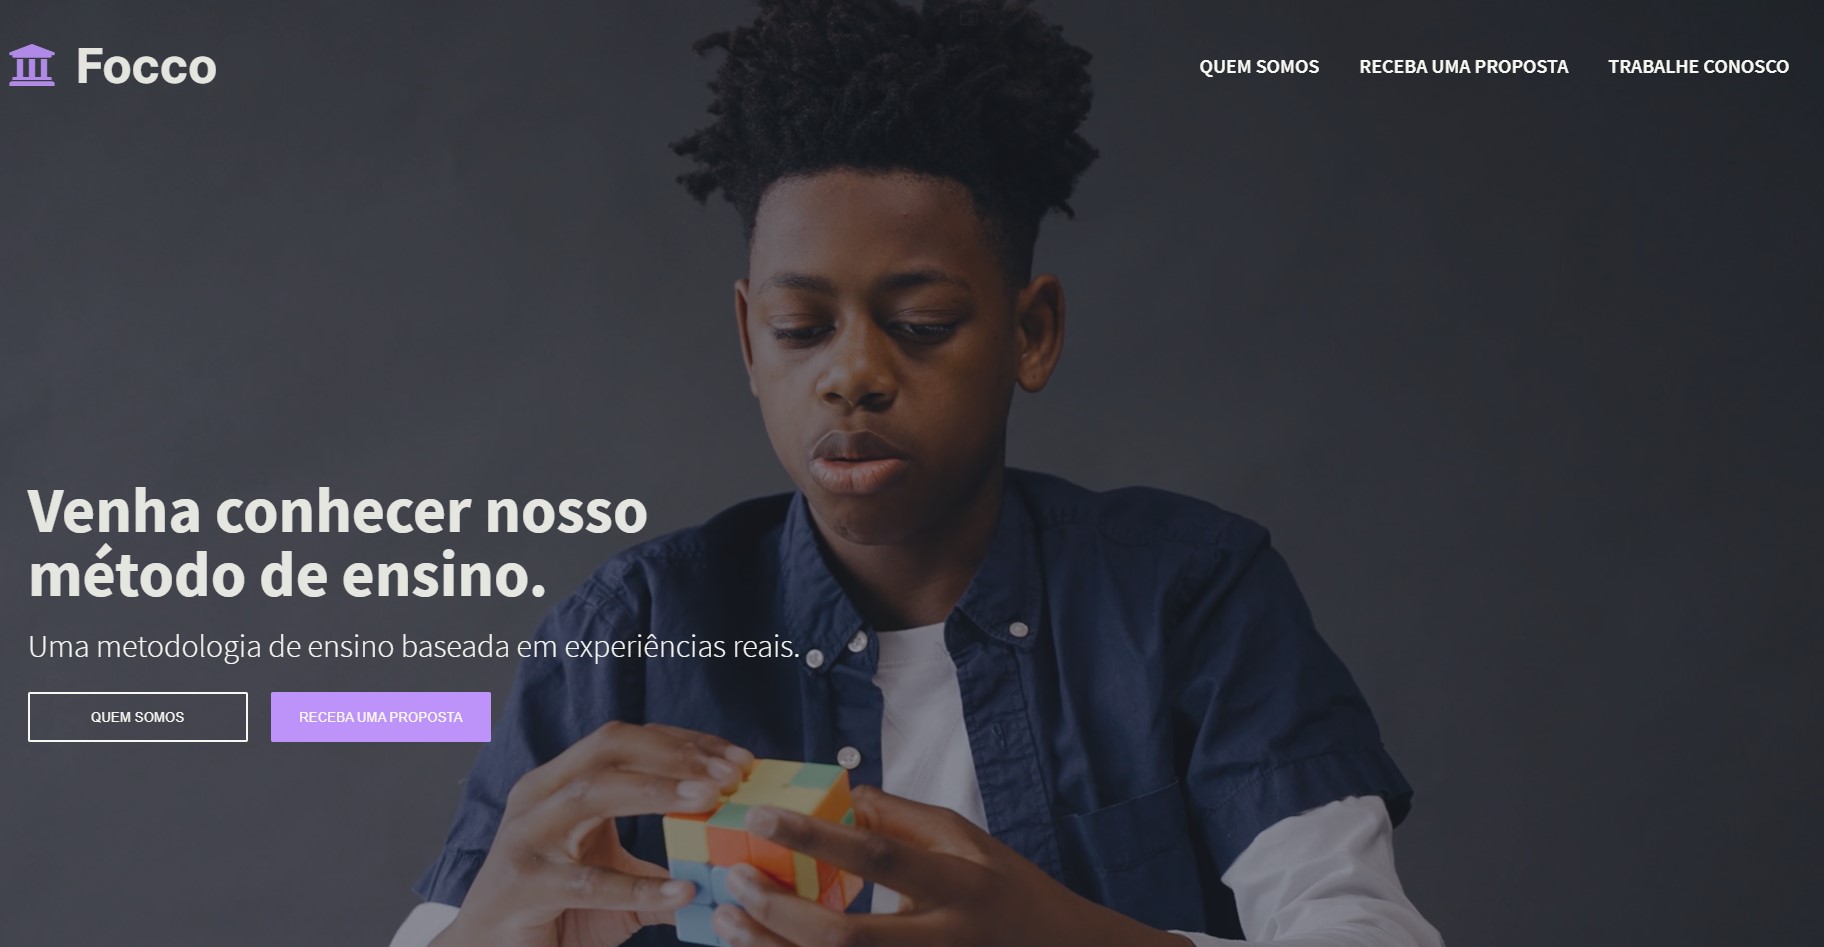 Focco
QUEM SOMOS
RECEBA UMA PROPOSTA
TRABALHE CONOSCO
Venha conhecer nosso
método de ensino.
Uma metodologia de ensino baseada em experiências reais.
QUEM SOMOS
RECEBA UMA PROPOSTA